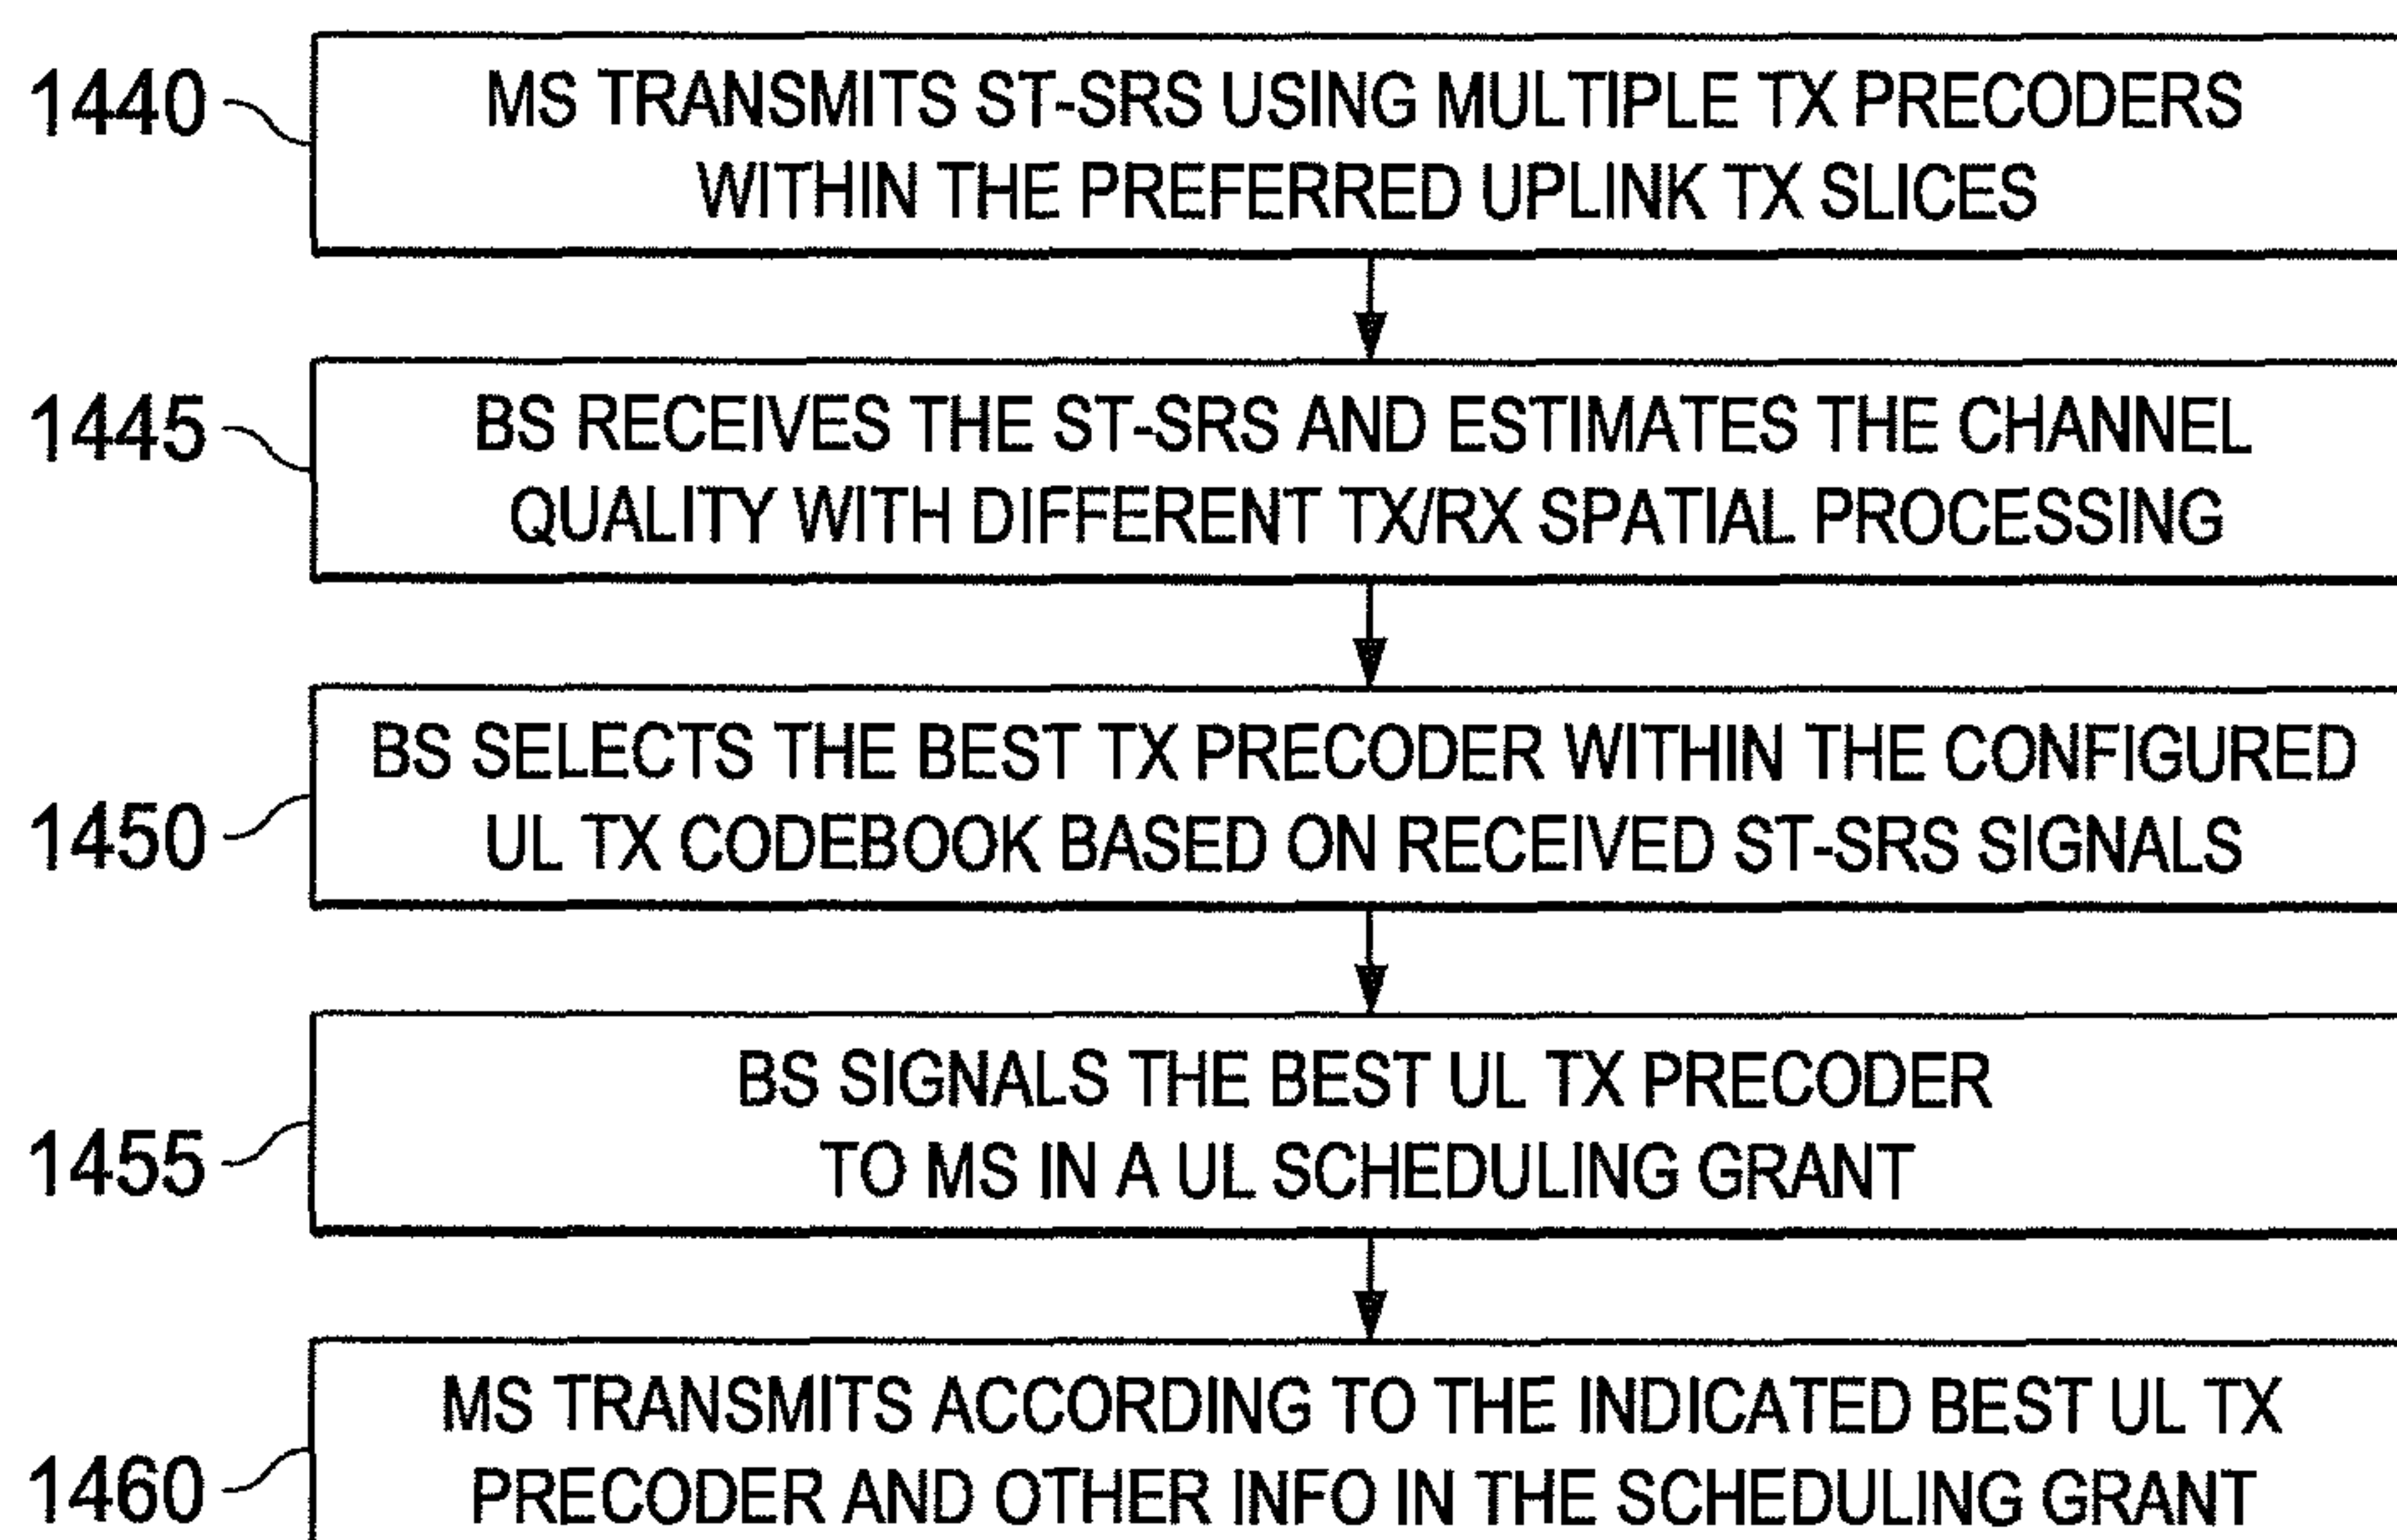 1440
MS TRANSMITS ST-SRS USING MULTIPLE TX PRECODERS
WITHIN THE PREFERRED UPLINK TX SLICES
1445
BS RECEIVES THE ST-SRS AND ESTIMATES THE CHANNEL
QUALITY WITH DIFFERENT TX/RX SPATIAL PROCESSING
1450
BS SELECTS THE BEST TX PRECODER WITHIN THE CONFIGURED
UL TX CODEBOOK BASED ON RECEIVED ST-SRS SIGNALS
1455
BS SIGNALS THE BEST UL TX PRECODER
TO MS IN A UL SCHEDULING GRANT
1460
MS TRANSMITS ACCORDING TO THE INDICATED BEST UL TX
PRECODER AND OTHER INFO IN THE SCHEDULING GRANT